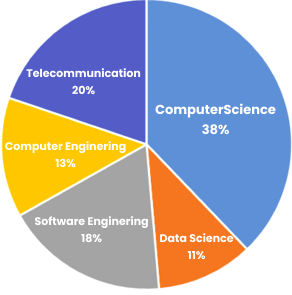 Telecommunication
20%
ComputerScience
38%
Computer Enginering
13%
Software Enginering
18%
Data Science
11%